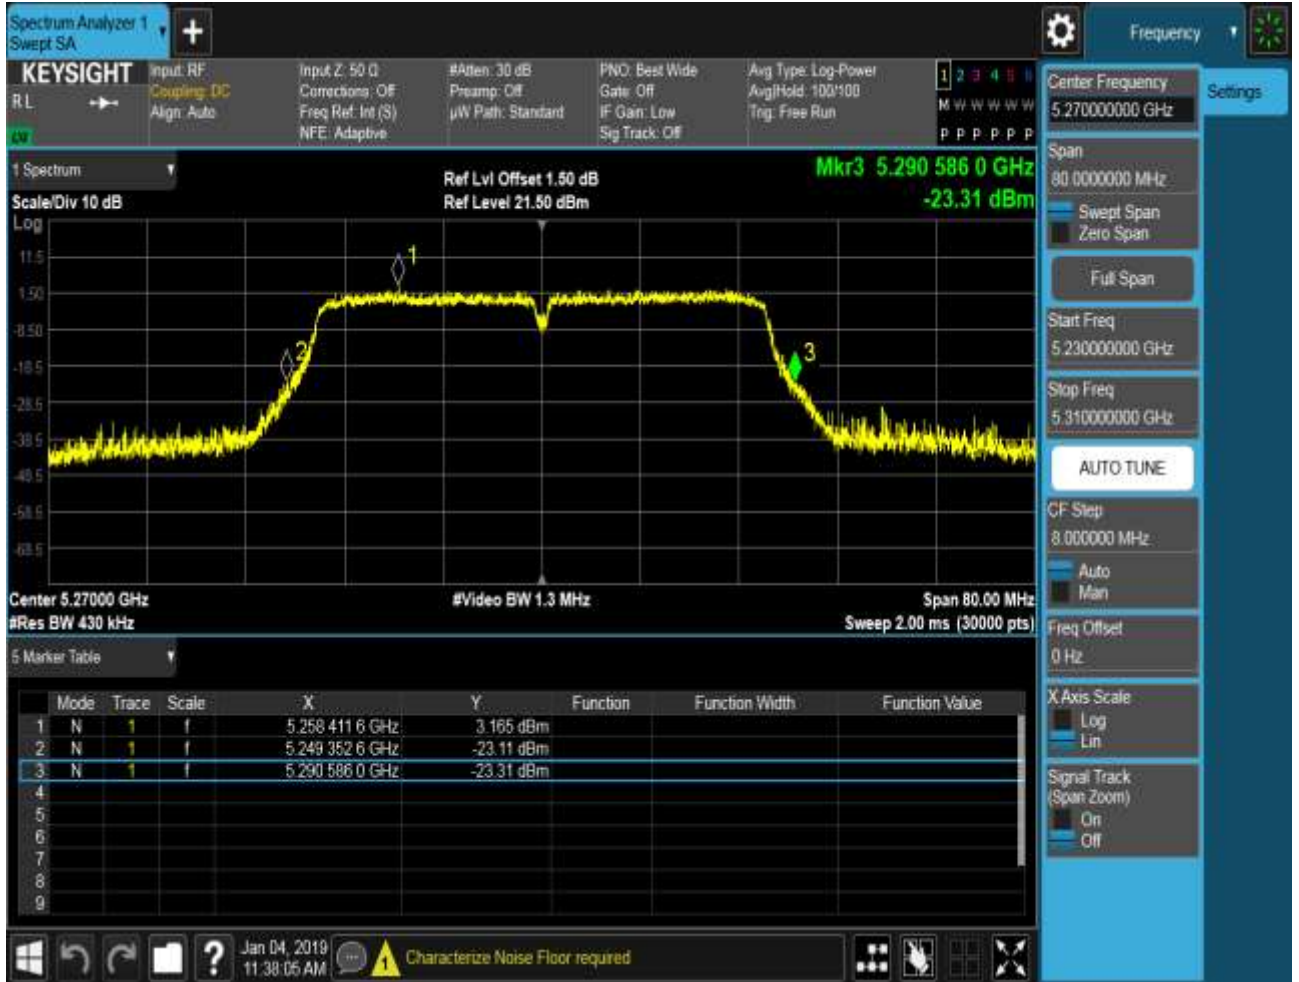 Spectrum Analyzer 1
Swept SA
+
Frequency
KEYSIGHT
R L
LXI
Input: RF
Coupling: DC
Align: Auto
Input Z: 50 Ω
Corrections: Off
Freq Ref: Int (S)
NFE: Adaptive
#Atten: 30 dB
Preamp: Off
µW Path: Standard
PNO: Best Wide
Gate: Off
IF Gain: Low
Sig Track: Off
Avg Type: Log-Power
Avg|Hold: 100/100
Trig: Free Run
1 2 3 4 5 6
M W W W W W
P P P P P P
1 Spectrum
Scale/Div 10 dB
Ref Lvl Offset 1.50 dB
Ref Level 21.50 dBm
Mkr3 5.290 586 0 GHz
-23.31 dBm
Log
11.5
1.50
-8.50
-18.5
-28.5
-38.5
-48.5
-58.5
-68.5
1
2
3
Center 5.27000 GHz
#Res BW 430 kHz
#Video BW 1.3 MHz
Span 80.00 MHz
Sweep 2.00 ms (30000 pts)
5 Marker Table
Mode Trace Scale X Y Function Function Width Function Value
1 N 1 f 5.258 411 6 GHz 3.165 dBm
2 N 1 f 5.249 352 6 GHz -23.11 dBm
3 N 1 f 5.290 586 0 GHz -23.31 dBm
4
5
6
7
8
9
?
Jan 04, 2019
11:38:05 AM
1
Characterize Noise Floor required
Center Frequency
5.270000000 GHz
Settings
Span
80.0000000 MHz
Swept Span
Zero Span
Full Span
Start Freq
5.230000000 GHz
Stop Freq
5.310000000 GHz
AUTO TUNE
CF Step
8.000000 MHz
Auto
Man
Freq Offset
0 Hz
X Axis Scale
Log
Lin
Signal Track
(Span Zoom)
On
Off